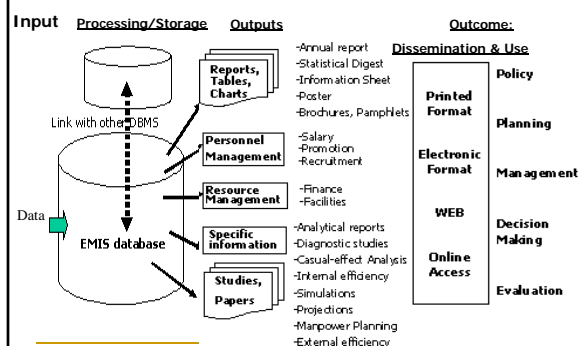 Input
Processing/Storage
Outputs
Outcome:
Dissemination & Use
Link with other DBMS
Data
EMIS database
Reports,
Tables,
Charts
-Annual report
-Statistical Digest
-Information Sheet
-Poster
-Brochures, Pamphlets
Personnel
Management
-Salary
-Promotion
-Recruitment
Resource
Management
-Finance
-Facilities
Specific
information
-Analytical reports
-Diagnostic studies
-Casual-effect Analysis
-Internal efficiency
-Simulations
-Projections
-Manpower Planning
-External efficiency
Studies,
Papers
Printed
Format
Electronic
Format
WEB
Online
Access
Policy
Planning
Management
Decision
Making
Evaluation